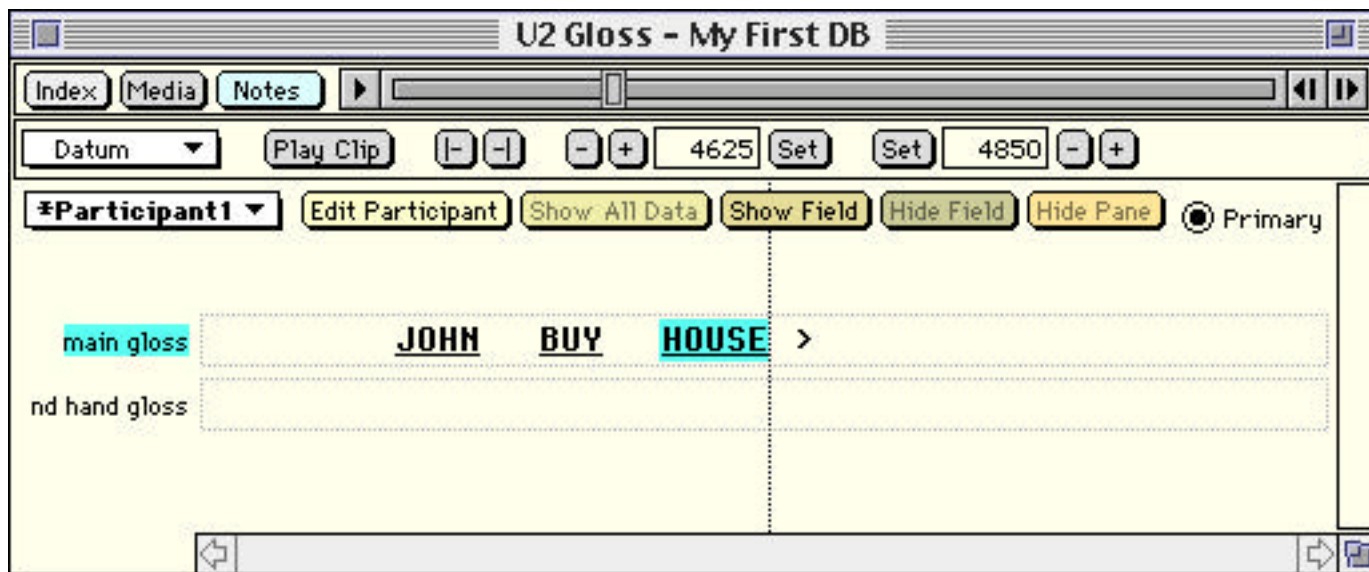 U2 Gloss - My First DB
Index Media Notes
Datum Play Clip |- -| - + 4625 Set Set 4850 - +
*Participant1 Edit Participant Show All Data Show Field Hide Field Hide Pane Primary
main gloss JOHN BUY HOUSE >
nd hand gloss